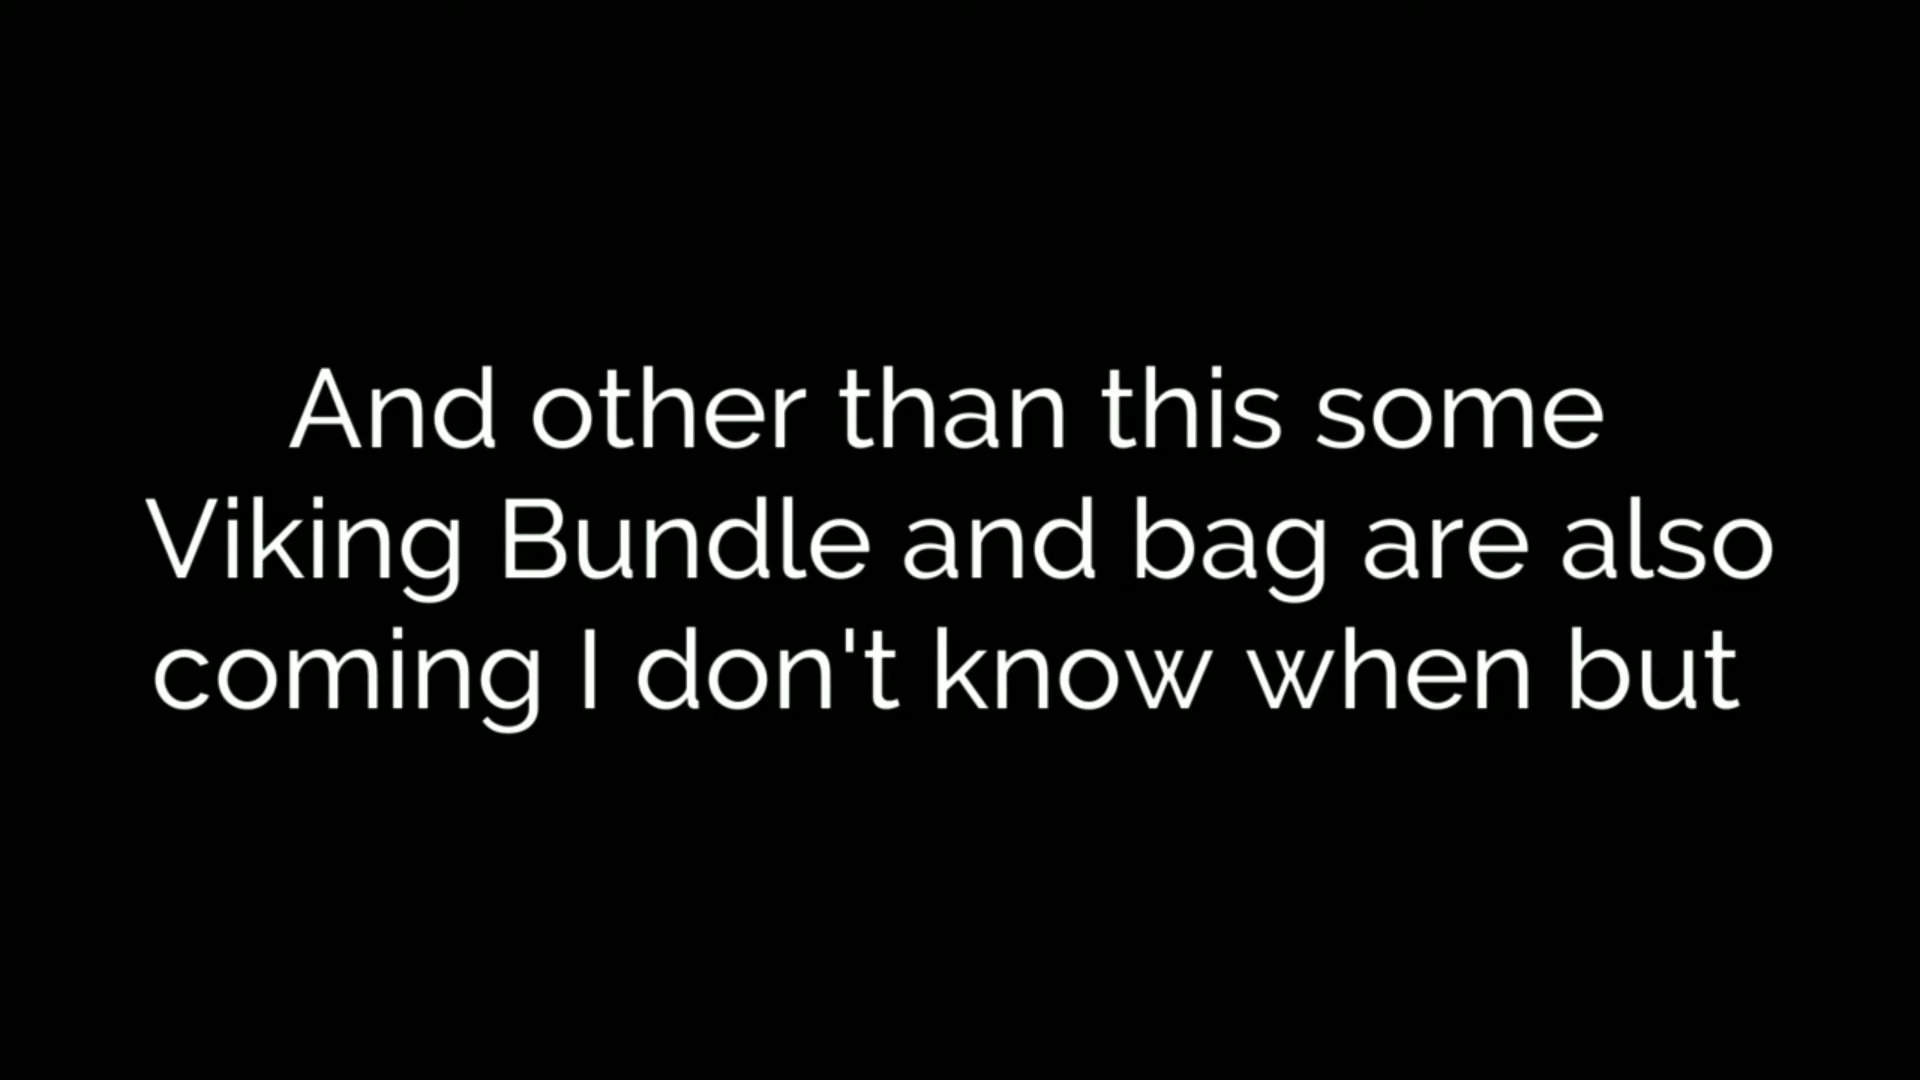 And other than this some
Viking Bundle and bag are also
coming I don't know when but